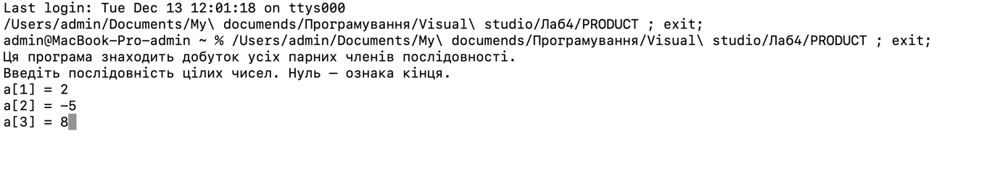 Last login: Tue Dec 13 12:01:18 on ttys000
/Users/admin/Documents/My\ documends/Програмування/Visual\ studio/Лаб4/PRODUCT ; exit;
admin@MacBook-Pro-admin ~ % /Users/admin/Documents/My\ documends/Програмування/Visual\ studio/Лаб4/PRODUCT ; exit;
Ця програма знаходить добуток усіх парних членів послідовності.
Введіть послідовність цілих чисел. Нуль – ознака кінця.
a[1] = 2
a[2] = -5
a[3] = 8